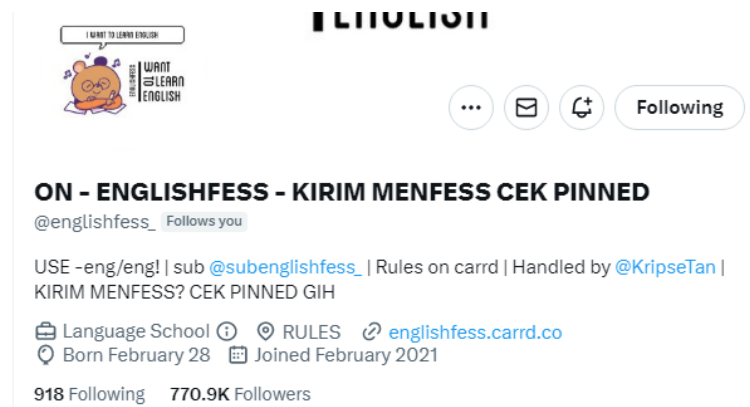 ENGLISH
I WANT TO LEARN ENGLISH
ENGLISHFESS
I WANT
TO LEARN
ENGLISH
Following
ON - ENGLISHFESS - KIRIM MENFESS CEK PINNED
@englishfess_ Follows you
USE -eng/eng! | sub @subenglishfess_ | Rules on carrd | Handled by @KripseTan |
KIRIM MENFESS? CEK PINNED GIH
Language School RULES englishfess.carrd.co
Born February 28 Joined February 2021
918 Following 770.9K Followers